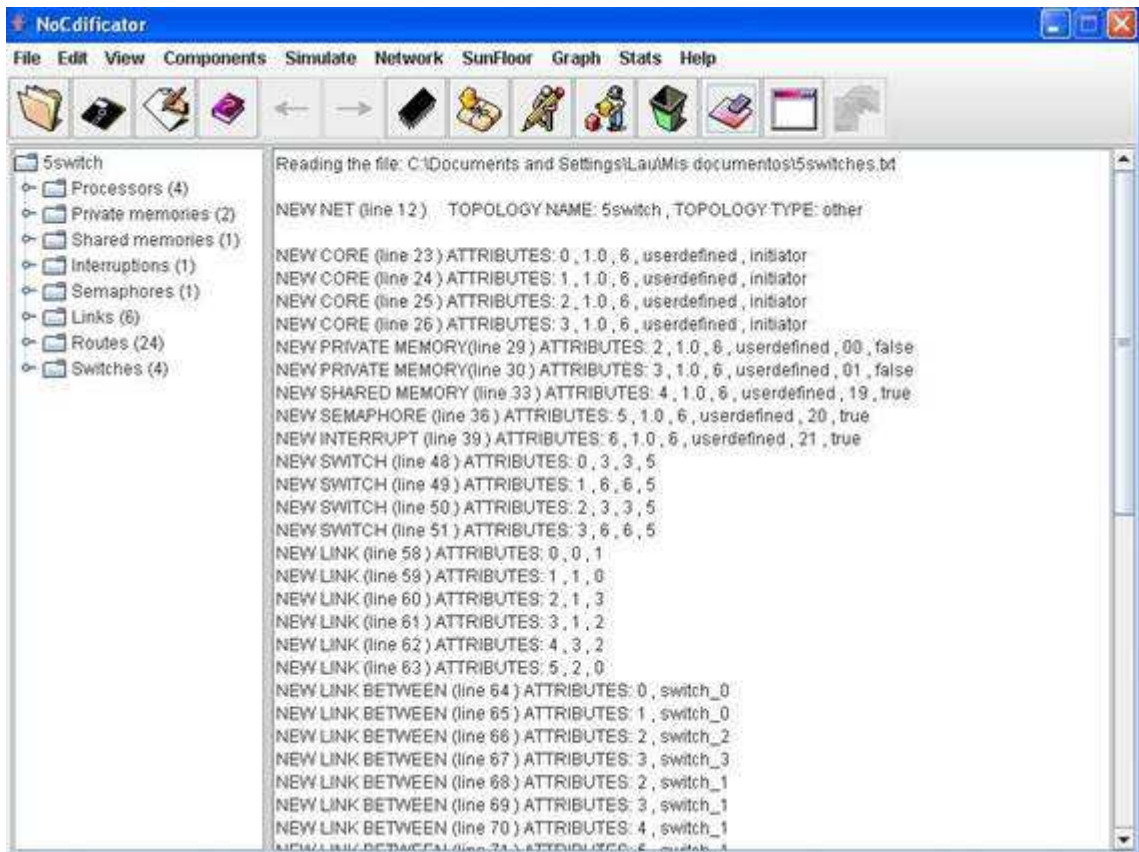 NoCdificator
File Edit View Components Simulate Network SunFloor Graph Stats Help
5switch
Processors (4)
Private memories (2)
Shared memories (1)
Interruptions (1)
Semaphores (1)
Links (6)
Routes (24)
Switches (4)
Reading the file: C:\Documents and Settings\Lau\Mis documentos\5switches.txt
NEW NET (line 12 ) TOPOLOGY NAME: 5switch , TOPOLOGY TYPE: other
NEW CORE (line 23 ) ATTRIBUTES: 0 , 1.0 , 6 , userdefined , initiator
NEW CORE (line 24 ) ATTRIBUTES: 1 , 1.0 , 6 , userdefined , initiator
NEW CORE (line 25 ) ATTRIBUTES: 2 , 1.0 , 6 , userdefined , initiator
NEW CORE (line 26 ) ATTRIBUTES: 3 , 1.0 , 6 , userdefined , initiator
NEW PRIVATE MEMORY(line 29 ) ATTRIBUTES: 2 , 1.0 , 6 , userdefined , 00 , false
NEW PRIVATE MEMORY(line 30 ) ATTRIBUTES: 3 , 1.0 , 6 , userdefined , 01 , false
NEW SHARED MEMORY (line 33 ) ATTRIBUTES: 4 , 1.0 , 6 , userdefined , 19 , true
NEW SEMAPHORE (line 36 ) ATTRIBUTES: 5 , 1.0 , 6 , userdefined , 20 , true
NEW INTERRUPT (line 39 ) ATTRIBUTES: 6 , 1.0 , 6 , userdefined , 21 , true
NEW SWITCH (line 48 ) ATTRIBUTES: 0 , 3 , 3 , 5
NEW SWITCH (line 49 ) ATTRIBUTES: 1 , 6 , 6 , 5
NEW SWITCH (line 50 ) ATTRIBUTES: 2 , 3 , 3 , 5
NEW SWITCH (line 51 ) ATTRIBUTES: 3 , 6 , 6 , 5
NEW LINK (line 58 ) ATTRIBUTES: 0 , 0 , 1
NEW LINK (line 59 ) ATTRIBUTES: 1 , 1 , 0
NEW LINK (line 60 ) ATTRIBUTES: 2 , 1 , 3
NEW LINK (line 61 ) ATTRIBUTES: 3 , 1 , 2
NEW LINK (line 62 ) ATTRIBUTES: 4 , 3 , 2
NEW LINK (line 63 ) ATTRIBUTES: 5 , 2 , 0
NEW LINK BETWEEN (line 64 ) ATTRIBUTES: 0 , switch_0
NEW LINK BETWEEN (line 65 ) ATTRIBUTES: 1 , switch_0
NEW LINK BETWEEN (line 66 ) ATTRIBUTES: 2 , switch_2
NEW LINK BETWEEN (line 67 ) ATTRIBUTES: 3 , switch_3
NEW LINK BETWEEN (line 68 ) ATTRIBUTES: 2 , switch_1
NEW LINK BETWEEN (line 69 ) ATTRIBUTES: 3 , switch_1
NEW LINK BETWEEN (line 70 ) ATTRIBUTES: 4 , switch_1
NEW LINK BETWEEN (line 71 ) ATTRIBUTES: 5 , switch_1